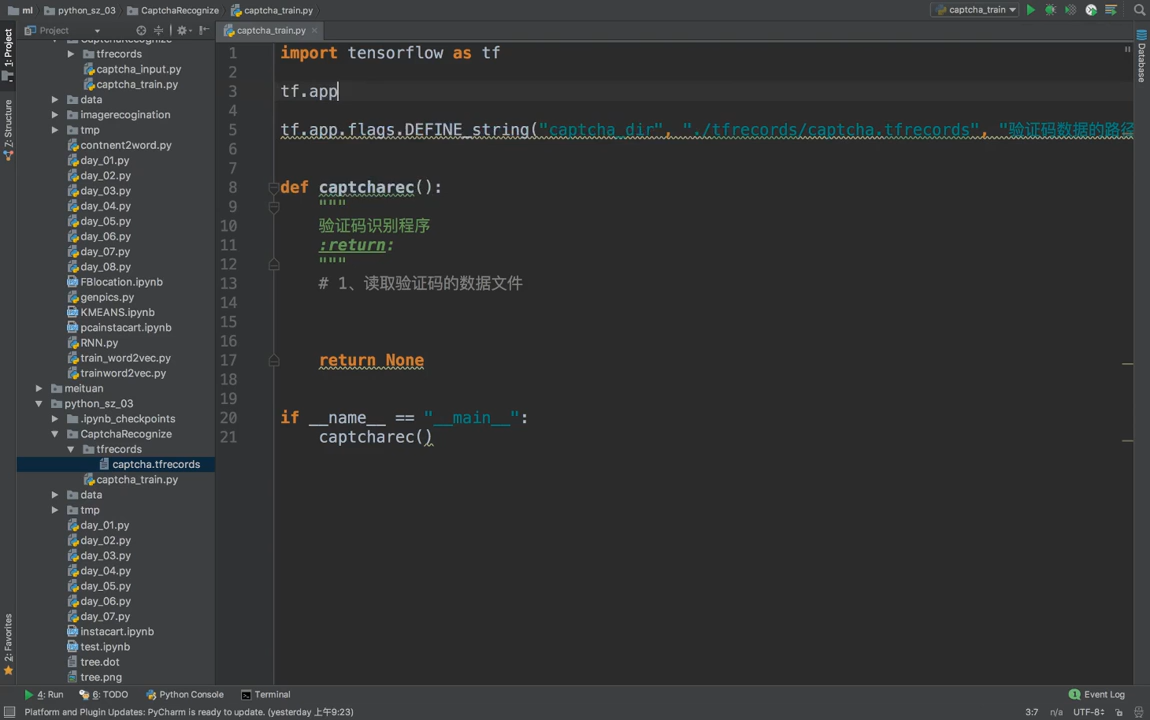 ml python_sz_03 CaptchaRecognize captcha_train.py captcha_train
Project captcha_train.py
1: Project
Z: Structure
2: Favorites
Database
CaptchaRecognize
tfrecords
captcha_input.py
captcha_train.py
data
imagerecogination
tmp
contnent2word.py
day_01.py
day_02.py
day_03.py
day_04.py
day_05.py
day_06.py
day_07.py
day_08.py
FBlocation.ipynb
genpics.py
KMEANS.ipynb
pcainstacart.ipynb
RNN.py
train_word2vec.py
trainword2vec.py
meituan
python_sz_03
.ipynb_checkpoints
CaptchaRecognize
tfrecords
captcha.tfrecords
captcha_train.py
data
tmp
day_01.py
day_02.py
day_03.py
day_04.py
day_05.py
day_06.py
day_07.py
instacart.ipynb
test.ipynb
tree.dot
tree.png
1 import tensorflow as tf
2
3 tf.app
4
5 tf.app.flags.DEFINE_string("captcha_dir", "./tfrecords/captcha.tfrecords", "验证码数据的路径
6
7
8 def captcharec():
9 """
10 验证码识别程序
11 :return:
12 """
13 # 1、读取验证码的数据文件
14
15
16
17 return None
18
19
20 if __name__ == "__main__":
21 captcharec()
4: Run 6: TODO Python Console Terminal 1 Event Log
Platform and Plugin Updates: PyCharm is ready to update. (yesterday 上午9:23) 3:7 n/a UTF-8